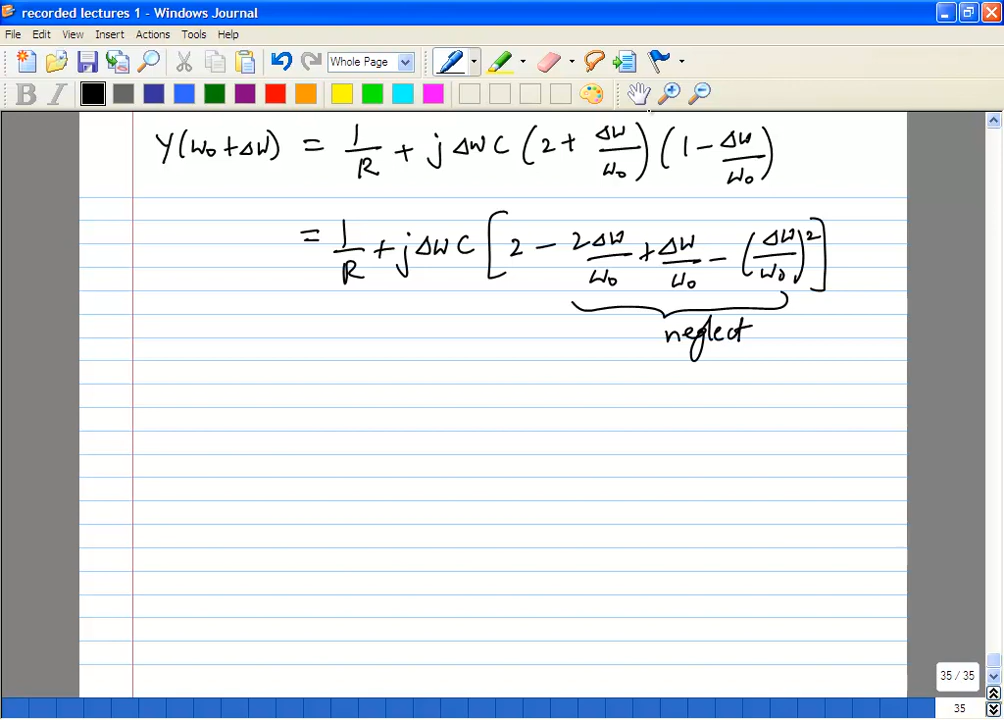 recorded lectures 1 - Windows Journal
File Edit View Insert Actions Tools Help
Whole Page
B I
Y(ω₀+Δω) = 1/R + jΔωC (2 + Δω/ω₀) (1 − Δω/ω₀)
= 1/R + jΔωC [2 − 2Δω/ω₀ + Δω/ω₀ − (Δω/ω₀)²]
neglect
35 / 35
35